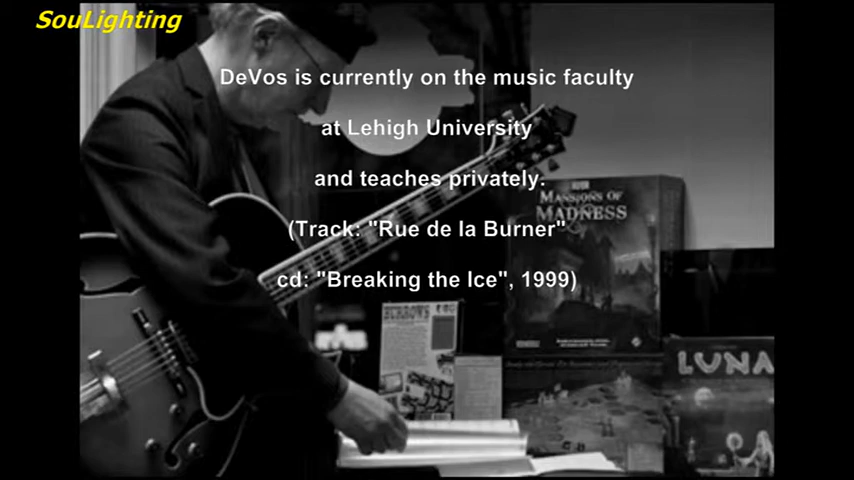 SouLighting
DeVos is currently on the music faculty
at Lehigh University
and teaches privately.
(Track: "Rue de la Burner"
cd: "Breaking the Ice", 1999)
MANSIONS OF
MADNESS
LUNA